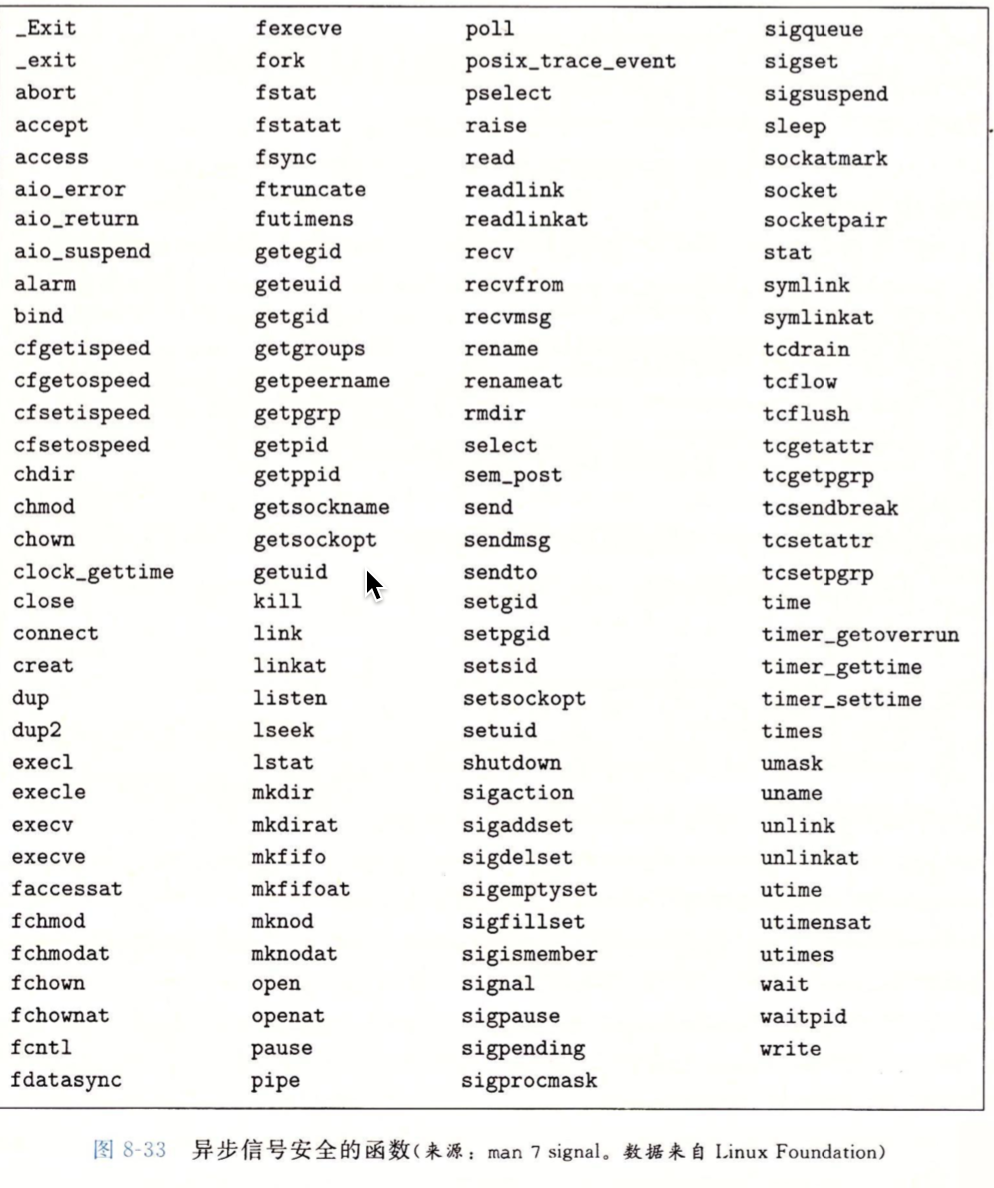 _Exit fexecve poll sigqueue
_exit fork posix_trace_event sigset
abort fstat pselect sigsuspend
accept fstatat raise sleep
access fsync read sockatmark
aio_error ftruncate readlink socket
aio_return futimens readlinkat socketpair
aio_suspend getegid recv stat
alarm geteuid recvfrom symlink
bind getgid recvmsg symlinkat
cfgetispeed getgroups rename tcdrain
cfgetospeed getpeername renameat tcflow
cfsetispeed getpgrp rmdir tcflush
cfsetospeed getpid select tcgetattr
chdir getppid sem_post tcgetpgrp
chmod getsockname send tcsendbreak
chown getsockopt sendmsg tcsetattr
clock_gettime getuid sendto tcsetpgrp
close kill setgid time
connect link setpgid timer_getoverrun
creat linkat setsid timer_gettime
dup listen setsockopt timer_settime
dup2 lseek setuid times
execl lstat shutdown umask
execle mkdir sigaction uname
execv mkdirat sigaddset unlink
execve mkfifo sigdelset unlinkat
faccessat mkfifoat sigemptyset utime
fchmod mknod sigfillset utimensat
fchmodat mknodat sigismember utimes
fchown open signal wait
fchownat openat sigpause waitpid
fcntl pause sigpending write
fdatasync pipe sigprocmask
图 8-33 异步信号安全的函数(来源：man 7 signal。数据来自 Linux Foundation)